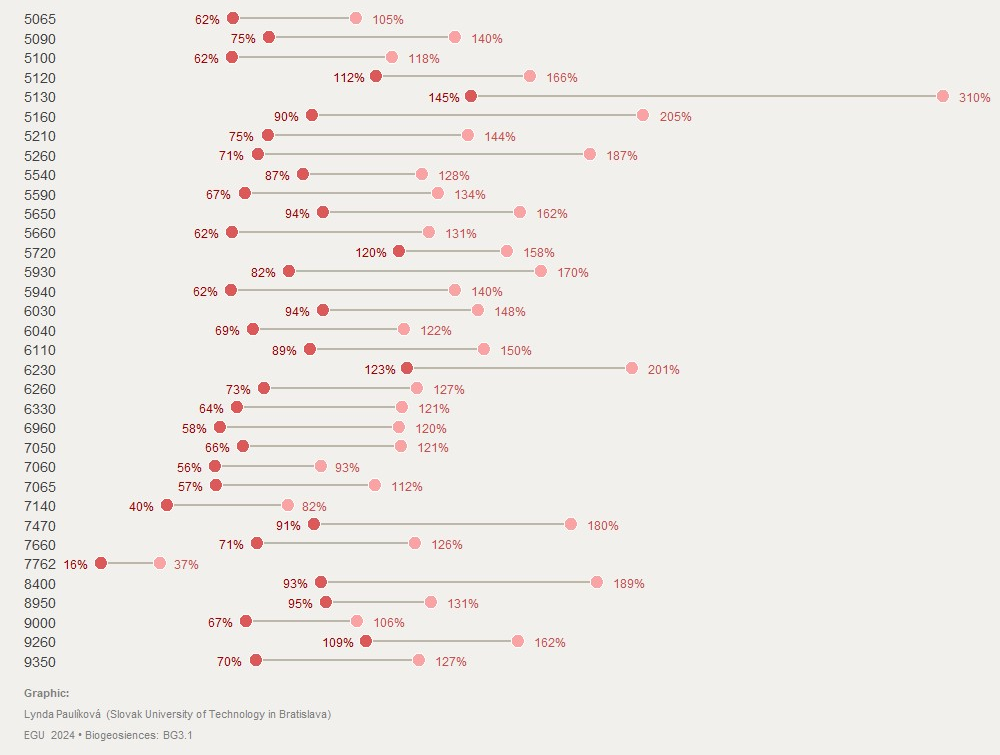 5065 62% 105%
5090 75% 140%
5100 62% 118%
5120 112% 166%
5130 145% 310%
5160 90% 205%
5210 75% 144%
5260 71% 187%
5540 87% 128%
5590 67% 134%
5650 94% 162%
5660 62% 131%
5720 120% 158%
5930 82% 170%
5940 62% 140%
6030 94% 148%
6040 69% 122%
6110 89% 150%
6230 123% 201%
6260 73% 127%
6330 64% 121%
6960 58% 120%
7050 66% 121%
7060 56% 93%
7065 57% 112%
7140 40% 82%
7470 91% 180%
7660 71% 126%
7762 16% 37%
8400 93% 189%
8950 95% 131%
9000 67% 106%
9260 109% 162%
9350 70% 127%
Graphic:
Lynda Paulíková (Slovak University of Technology in Bratislava)
EGU 2024 • Biogeosciences: BG3.1